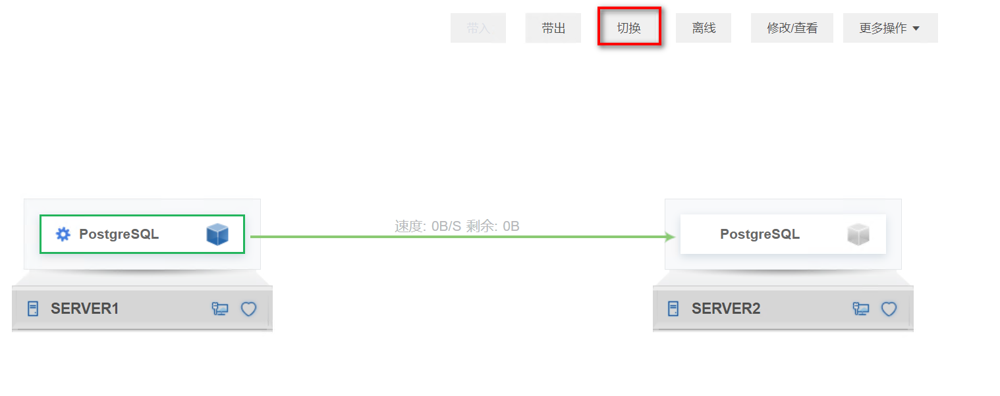 带入 带出 切换 离线 修改/查看 更多操作
速度: 0B/S 剩余: 0B
PostgreSQL PostgreSQL
SERVER1 SERVER2